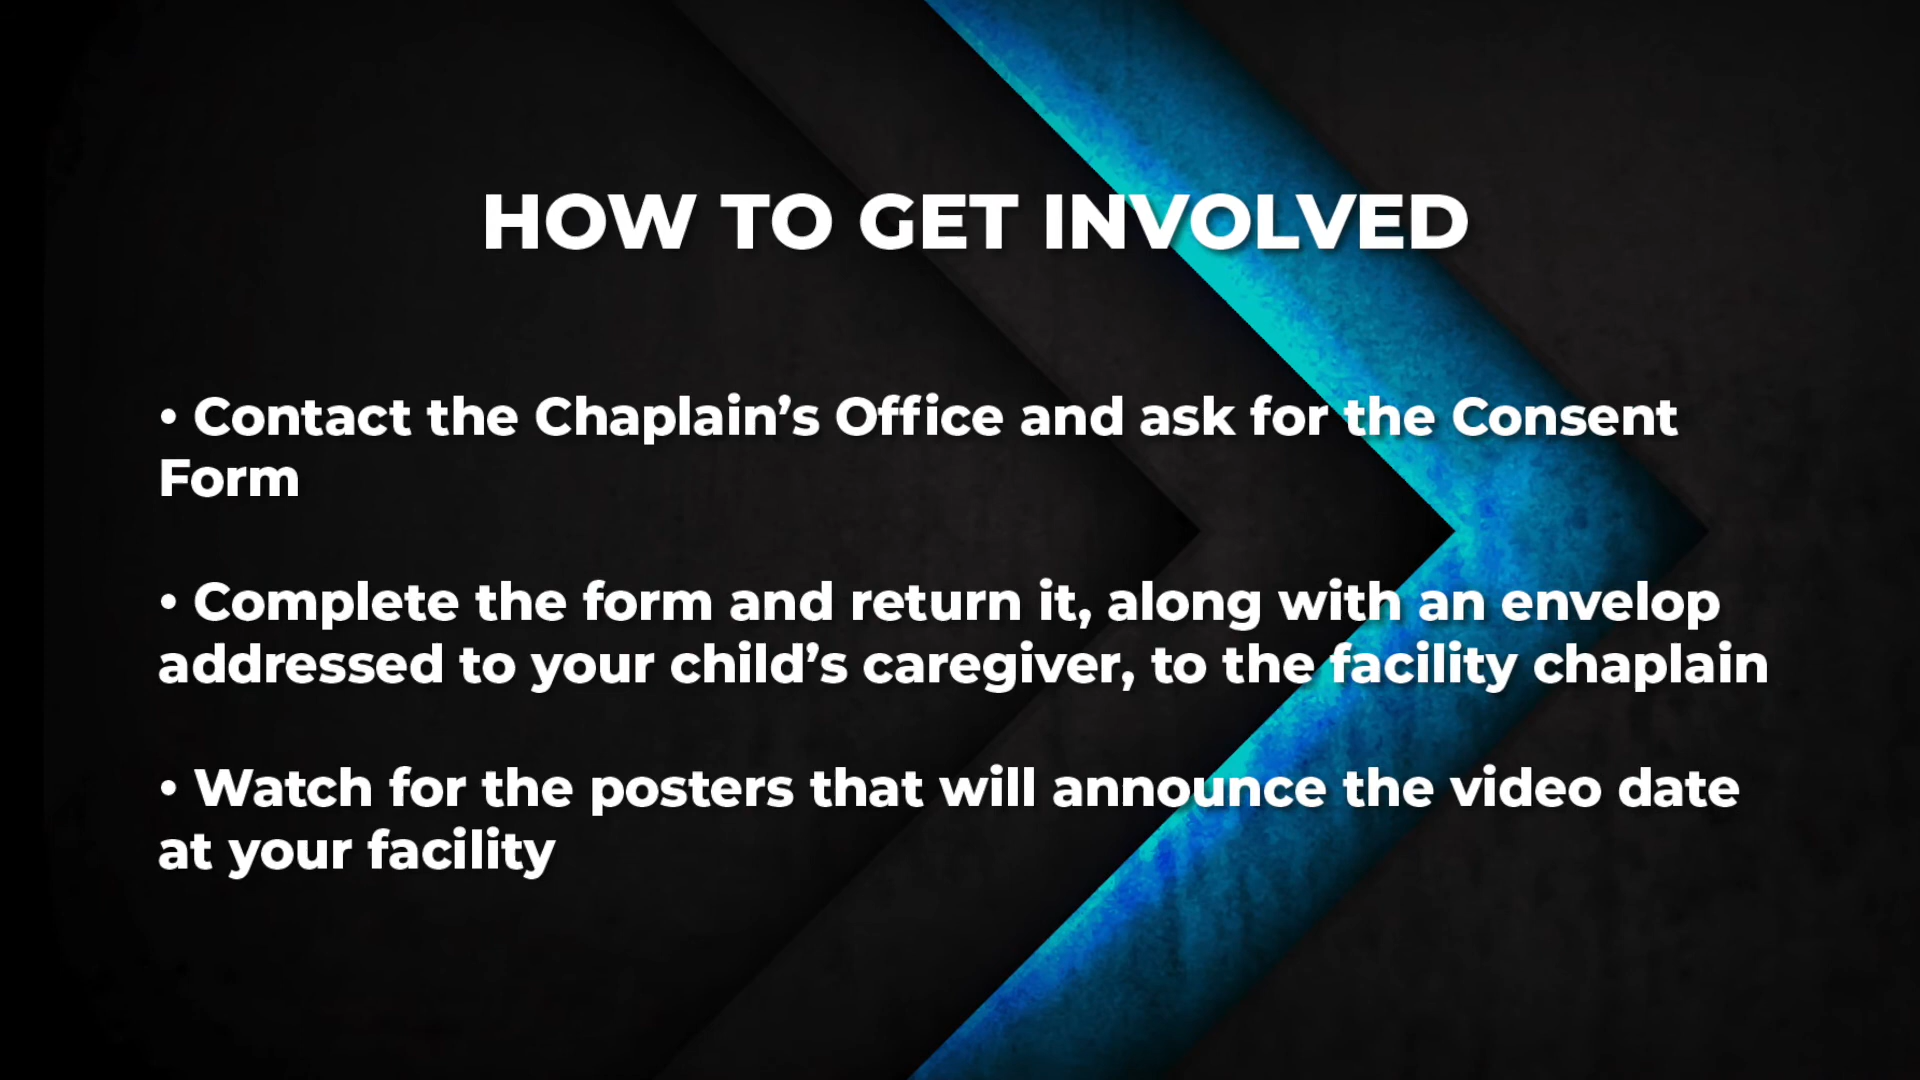 HOW TO GET INVOLVED
• Contact the Chaplain’s Office and ask for the Consent
Form
• Complete the form and return it, along with an envelop
addressed to your child’s caregiver, to the facility chaplain
• Watch for the posters that will announce the video date
at your facility